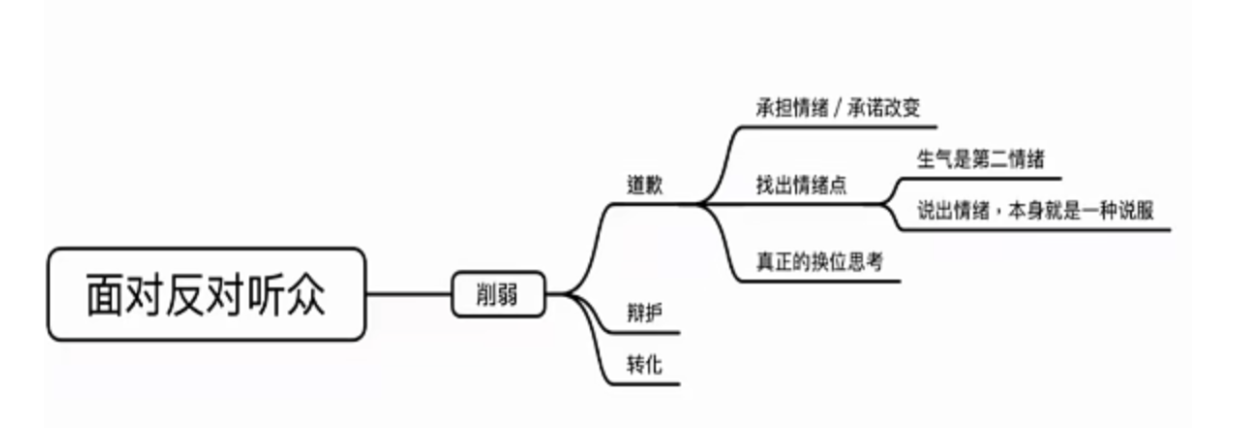 面对反对听众
削弱
道歉
承担情绪 / 承诺改变
找出情绪点
生气是第二情绪
说出情绪，本身就是一种说服
真正的换位思考
辩护
转化